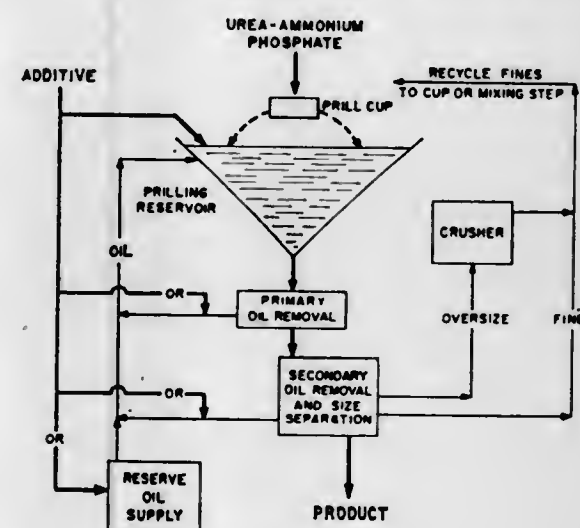 UREA-AMMONIUM
PHOSPHATE
ADDITIVE
RECYCLE FINES
TO CUP OR MIXING STEP
PRILL CUP
PRILLING
RESERVOIR
CRUSHER
OIL
OR
PRIMARY
OIL REMOVAL
OVERSIZE
SECONDARY
OIL REMOVAL
AND SIZE
SEPARATION
OR
OR
RESERVE
OIL
SUPPLY
PRODUCT